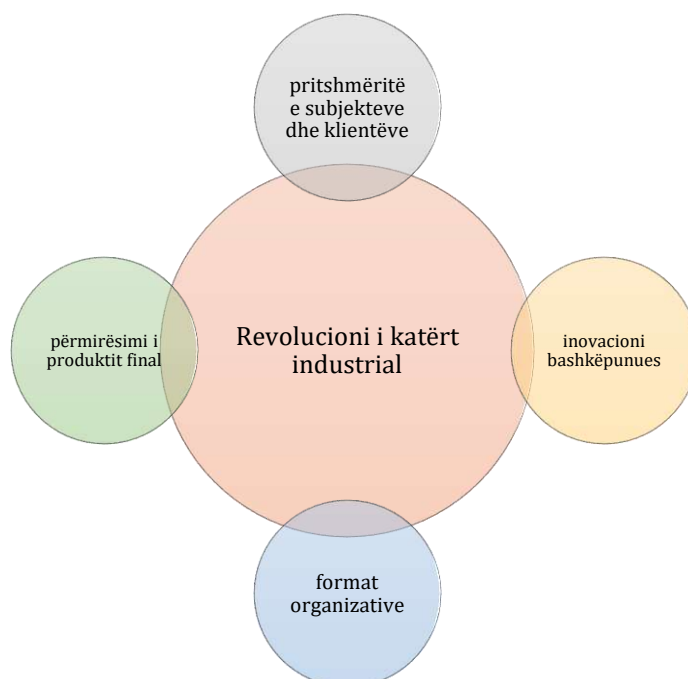 pritshmëritë
e subjekteve
dhe klientëve
përmirësimi i
produktit final
Revolucioni i katërt
industrial
inovacioni
bashkëpunues
format
organizative